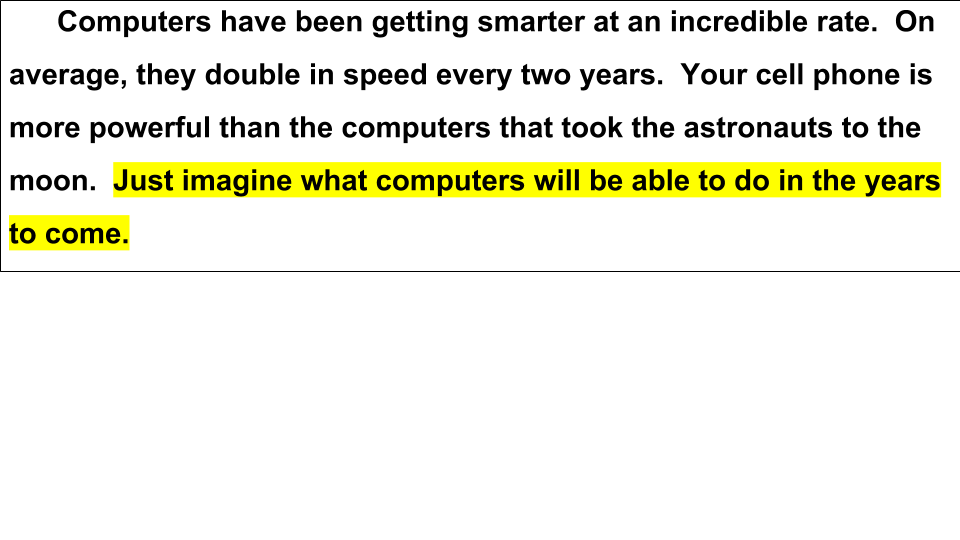 Computers have been getting smarter at an incredible rate.  On
average, they double in speed every two years.  Your cell phone is
more powerful than the computers that took the astronauts to the
moon.  Just imagine what computers will be able to do in the years
to come.